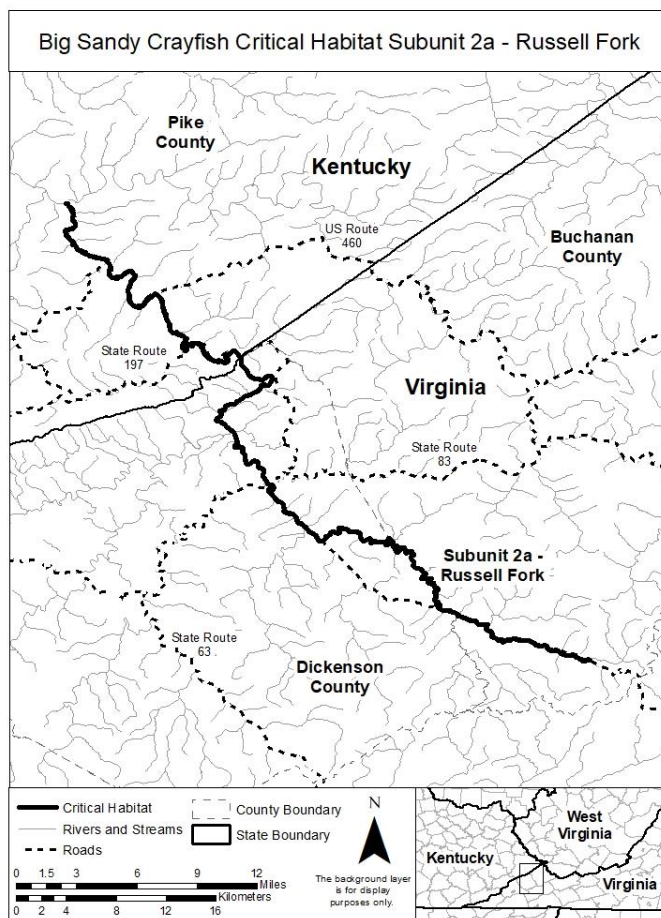 Big Sandy Crayfish Critical Habitat Subunit 2a - Russell Fork
Pike
County
Kentucky
US Route
460
Buchanan
County
State Route
197
Virginia
State Route
83
Subunit 2a -
Russell Fork
State Route
63
Dickenson
County
Critical Habitat
Rivers and Streams
Roads
County Boundary
State Boundary
N
The background layer
is for display
purposes only.
0 1.5 3 6 9 12
Miles
Kilometers
0 2 4 8 12 16
West
Virginia
Kentucky
Virginia